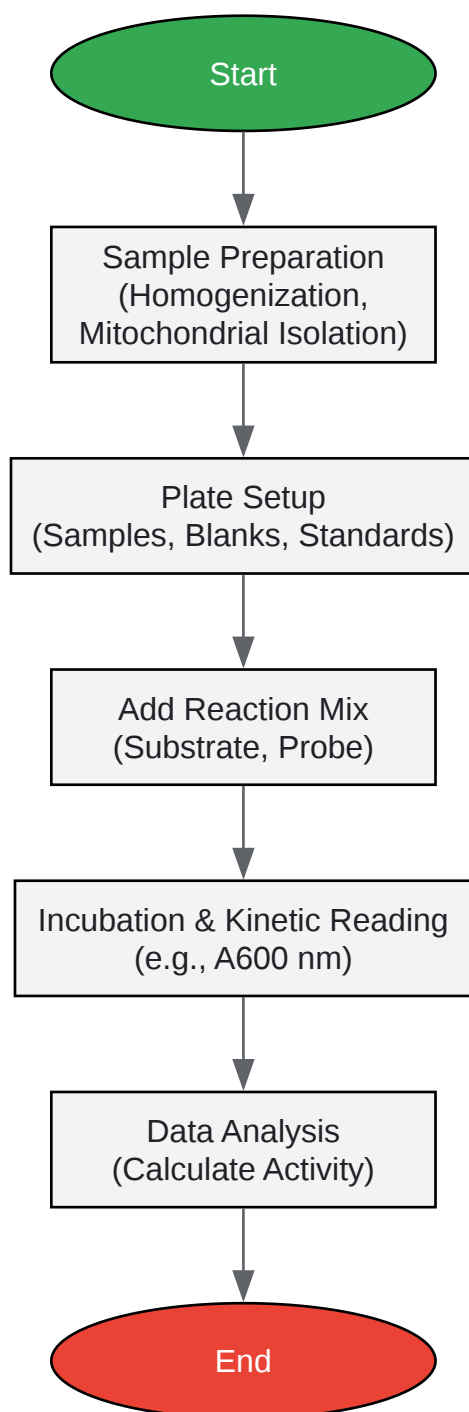 Start
Sample Preparation
(Homogenization,
Mitochondrial Isolation)
Plate Setup
(Samples, Blanks, Standards)
Add Reaction Mix
(Substrate, Probe)
Incubation & Kinetic Reading
(e.g., A600 nm)
Data Analysis
(Calculate Activity)
End